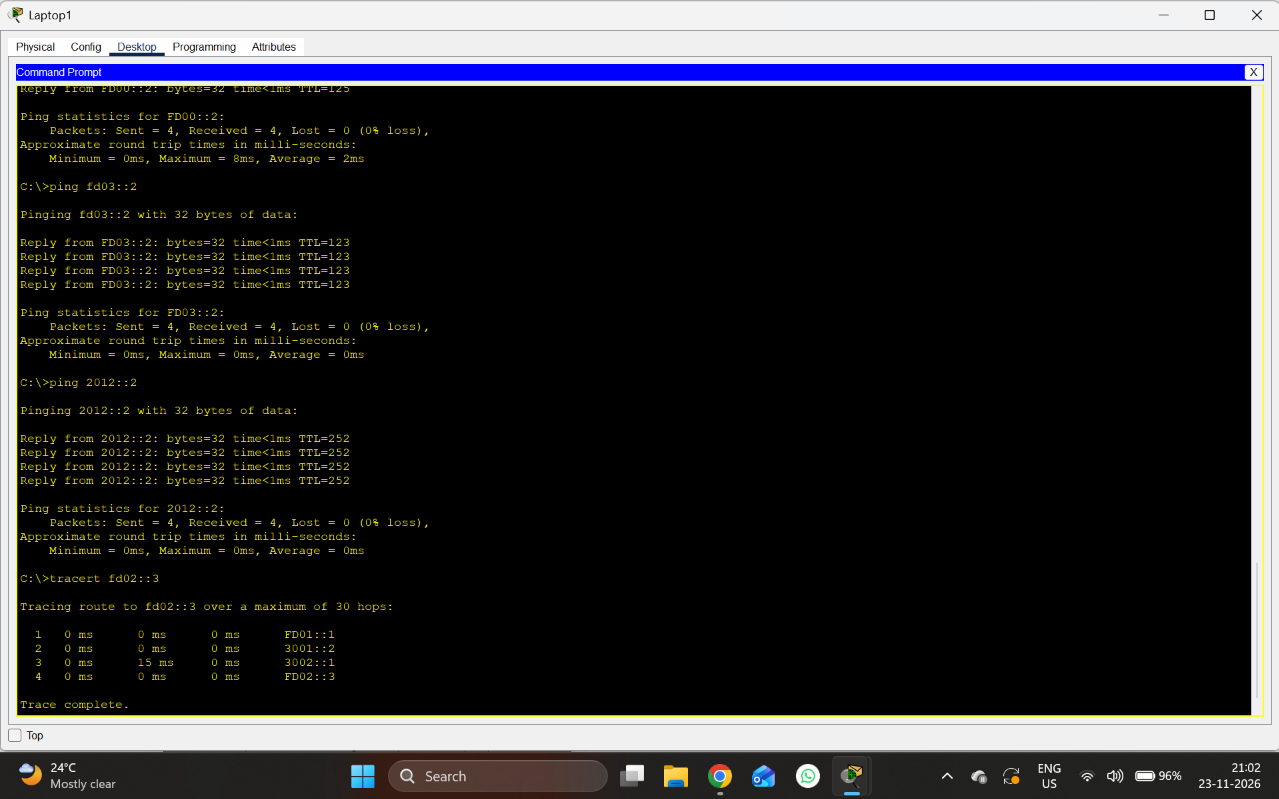 Laptop1
Physical Config Desktop Programming Attributes
Command Prompt X
Reply from FD00::2: bytes=32 time<1ms TTL=125
Ping statistics for FD00::2:
Packets: Sent = 4, Received = 4, Lost = 0 (0% loss),
Approximate round trip times in milli-seconds:
Minimum = 0ms, Maximum = 8ms, Average = 2ms
C:\>ping fd03::2
Pinging fd03::2 with 32 bytes of data:
Reply from FD03::2: bytes=32 time<1ms TTL=123
Reply from FD03::2: bytes=32 time<1ms TTL=123
Reply from FD03::2: bytes=32 time<1ms TTL=123
Reply from FD03::2: bytes=32 time<1ms TTL=123
Ping statistics for FD03::2:
Packets: Sent = 4, Received = 4, Lost = 0 (0% loss),
Approximate round trip times in milli-seconds:
Minimum = 0ms, Maximum = 0ms, Average = 0ms
C:\>ping 2012::2
Pinging 2012::2 with 32 bytes of data:
Reply from 2012::2: bytes=32 time<1ms TTL=252
Reply from 2012::2: bytes=32 time<1ms TTL=252
Reply from 2012::2: bytes=32 time<1ms TTL=252
Reply from 2012::2: bytes=32 time<1ms TTL=252
Ping statistics for 2012::2:
Packets: Sent = 4, Received = 4, Lost = 0 (0% loss),
Approximate round trip times in milli-seconds:
Minimum = 0ms, Maximum = 0ms, Average = 0ms
C:\>tracert fd02::3
Tracing route to fd02::3 over a maximum of 30 hops:
1 0 ms 0 ms 0 ms FD01::1
2 0 ms 0 ms 0 ms 3001::2
3 0 ms 15 ms 0 ms 3002::1
4 0 ms 0 ms 0 ms FD02::3
Trace complete.
Top
24°C
Mostly clear
Search
ENG
US
96%
21:02
23-11-2026